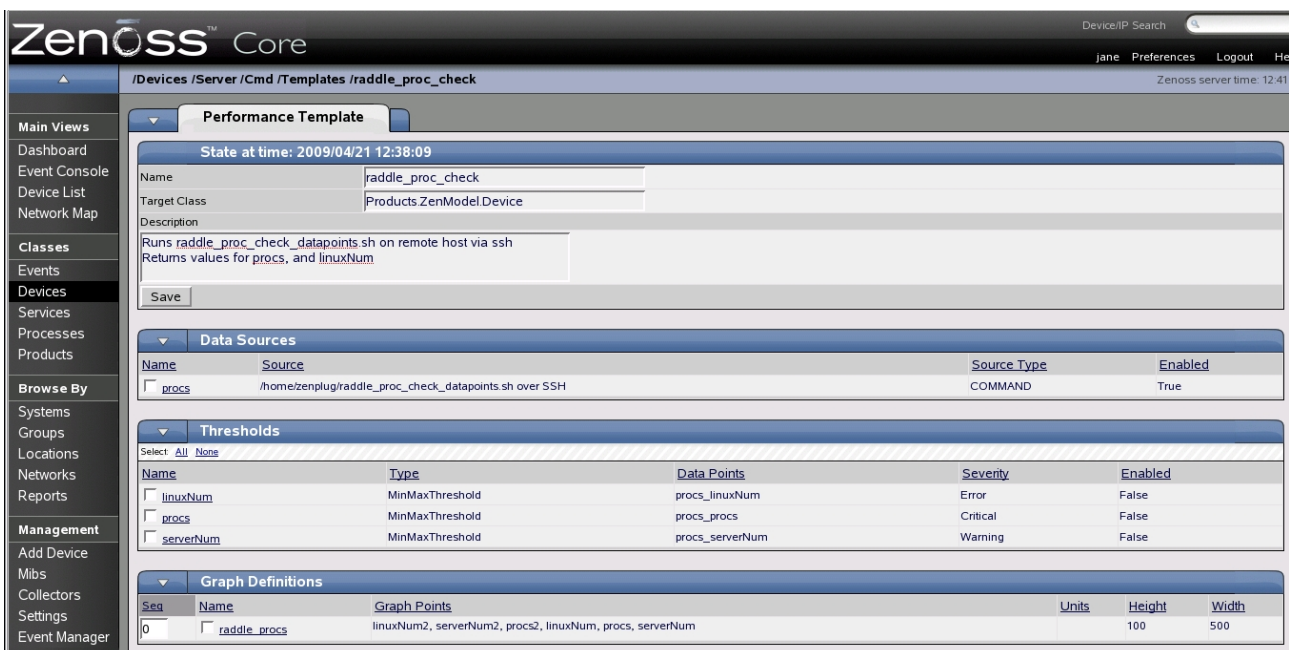 Zenōss™ Core
Device/IP Search
jane Preferences Logout He
/Devices /Server /Cmd /Templates /raddle_proc_check
Zenoss server time: 12:41
Main Views
Dashboard
Event Console
Device List
Network Map
Classes
Events
Devices
Services
Processes
Products
Browse By
Systems
Groups
Locations
Networks
Reports
Management
Add Device
Mibs
Collectors
Settings
Event Manager
Performance Template
State at time: 2009/04/21 12:38:09
Name raddle_proc_check
Target Class Products.ZenModel.Device
Description
Runs raddle_proc_check_datapoints.sh on remote host via ssh
Returns values for procs, and linuxNum
Save
Data Sources
Name Source Source Type Enabled
procs /home/zenplug/raddle_proc_check_datapoints.sh over SSH COMMAND True
Thresholds
Select: All None
Name Type Data Points Severity Enabled
linuxNum MinMaxThreshold procs_linuxNum Error False
procs MinMaxThreshold procs_procs Critical False
serverNum MinMaxThreshold procs_serverNum Warning False
Graph Definitions
Seq Name Graph Points Units Height Width
0 raddle_procs linuxNum2, serverNum2, procs2, linuxNum, procs, serverNum 100 500